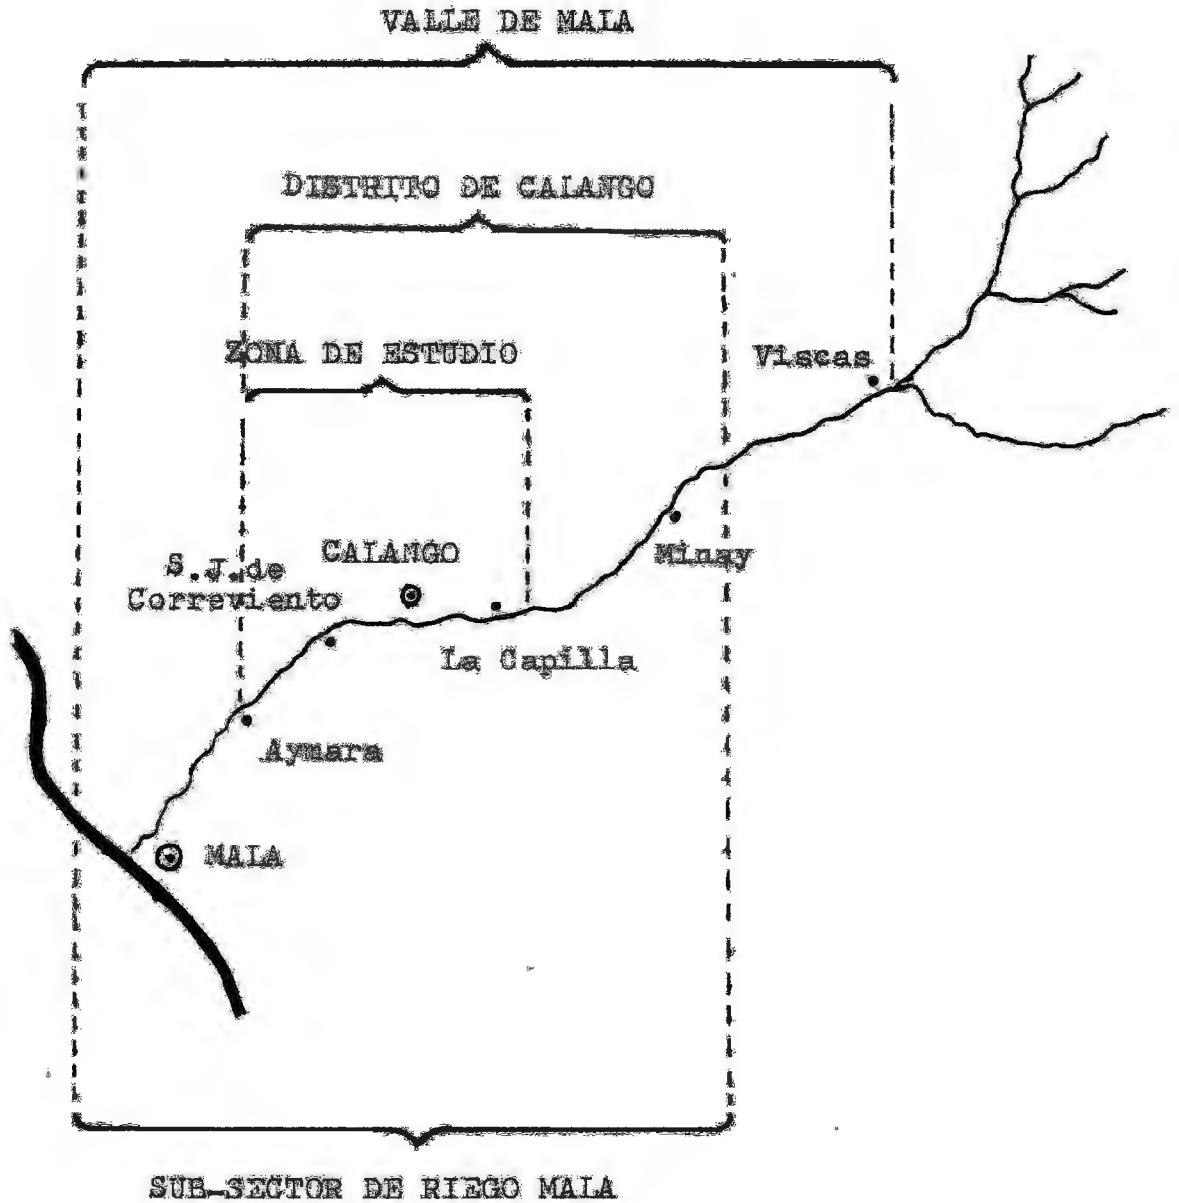 VALLE DE MALA
DISTRITO DE CALANGO
ZONA DE ESTUDIO
Viscas
CALANGO
Minay
S.J. de
Correviento
La Capilla
Aymara
MALA
SUB-SECTOR DE RIEGO MALA